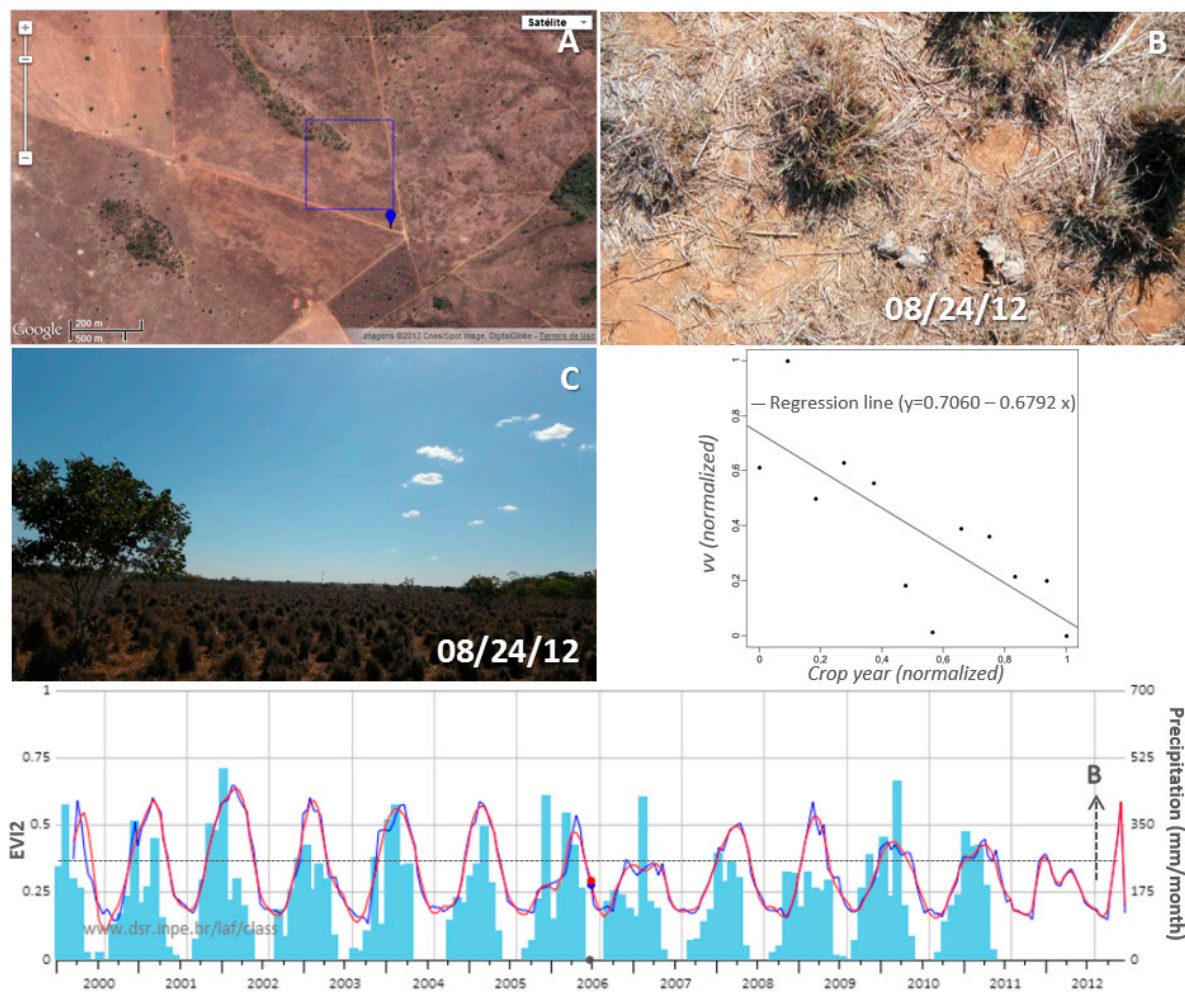 Satélite
A
B
Google
200 m
500 m
Imagens ©2013 Cnes/Spot Image, DigitalGlobe - Termos de Uso
08/24/12
C
08/24/12
— Regression line (y=0.7060 – 0.6792 x)
vv (normalized)
1
0,8
0,6
0,4
0,2
0
0
0,2
0,4
0,6
0,8
1
Crop year (normalized)
1
0.75
0.5
0.25
0
EVI2
700
525
350
175
0
Precipitation (mm/month)
B
www.dsr.inpe.br/laf/class
2000 2001 2002 2003 2004 2005 2006 2007 2008 2009 2010 2011 2012